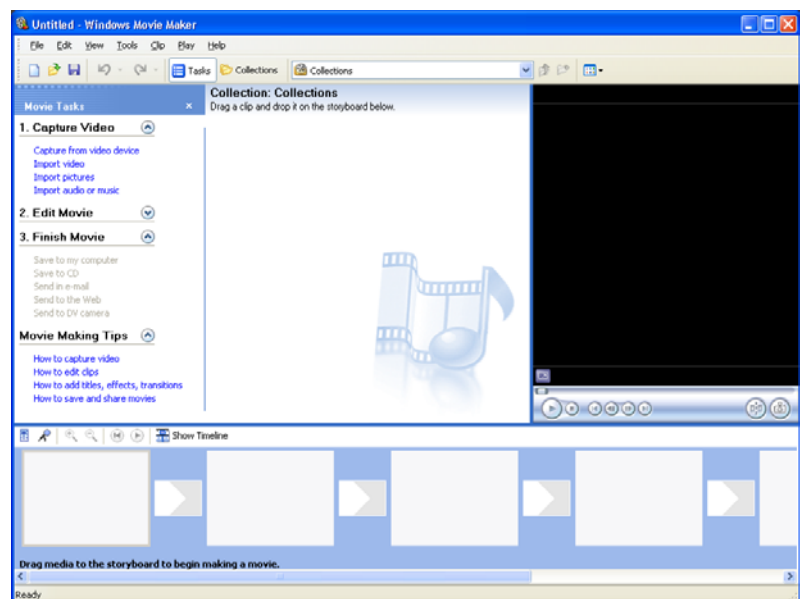 Untitled - Windows Movie Maker
File Edit View Tools Clip Play Help
Tasks Collections Collections
Movie Tasks
Collection: Collections
Drag a clip and drop it on the storyboard below.
1. Capture Video
Capture from video device
Import video
Import pictures
Import audio or music
2. Edit Movie
3. Finish Movie
Save to my computer
Save to CD
Send in e-mail
Send to the Web
Send to DV camera
Movie Making Tips
How to capture video
How to edit clips
How to add titles, effects, transitions
How to save and share movies
Show Timeline
Drag media to the storyboard to begin making a movie.
Ready